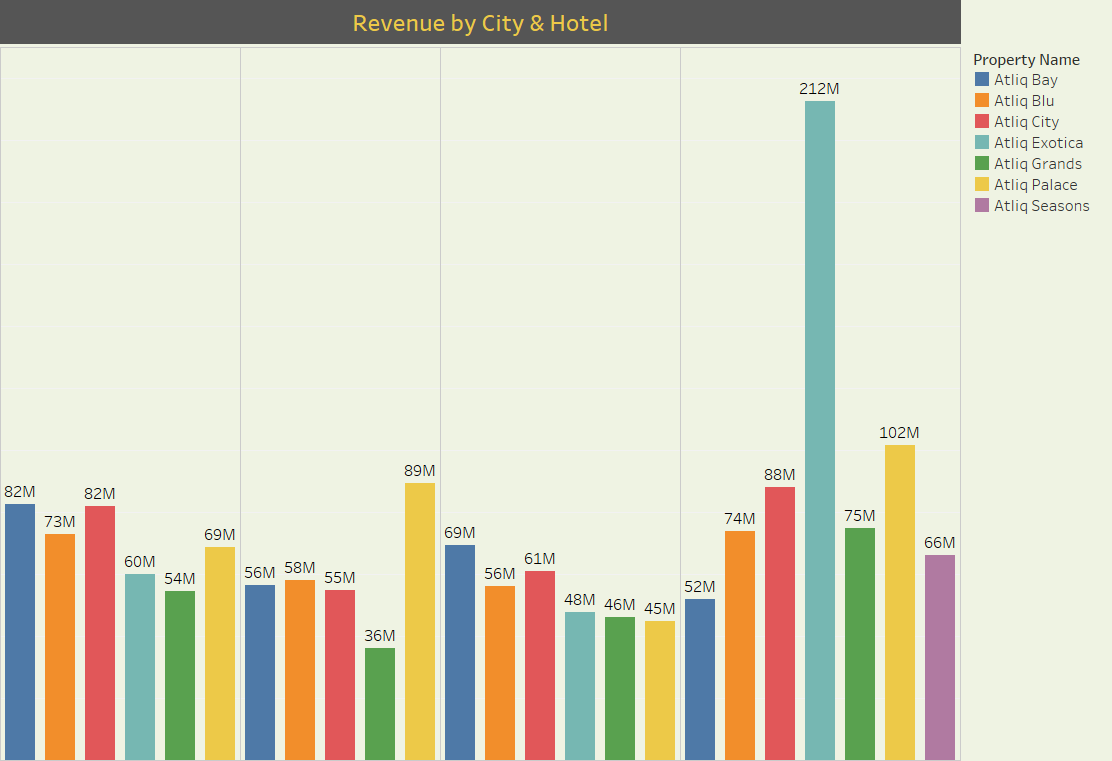 Revenue by City & Hotel
Property Name
Atliq Bay
Atliq Blu
Atliq City
Atliq Exotica
Atliq Grands
Atliq Palace
Atliq Seasons
82M
73M
82M
60M
54M
69M
56M
58M
55M
36M
89M
69M
56M
61M
48M
46M
45M
52M
74M
88M
212M
75M
102M
66M